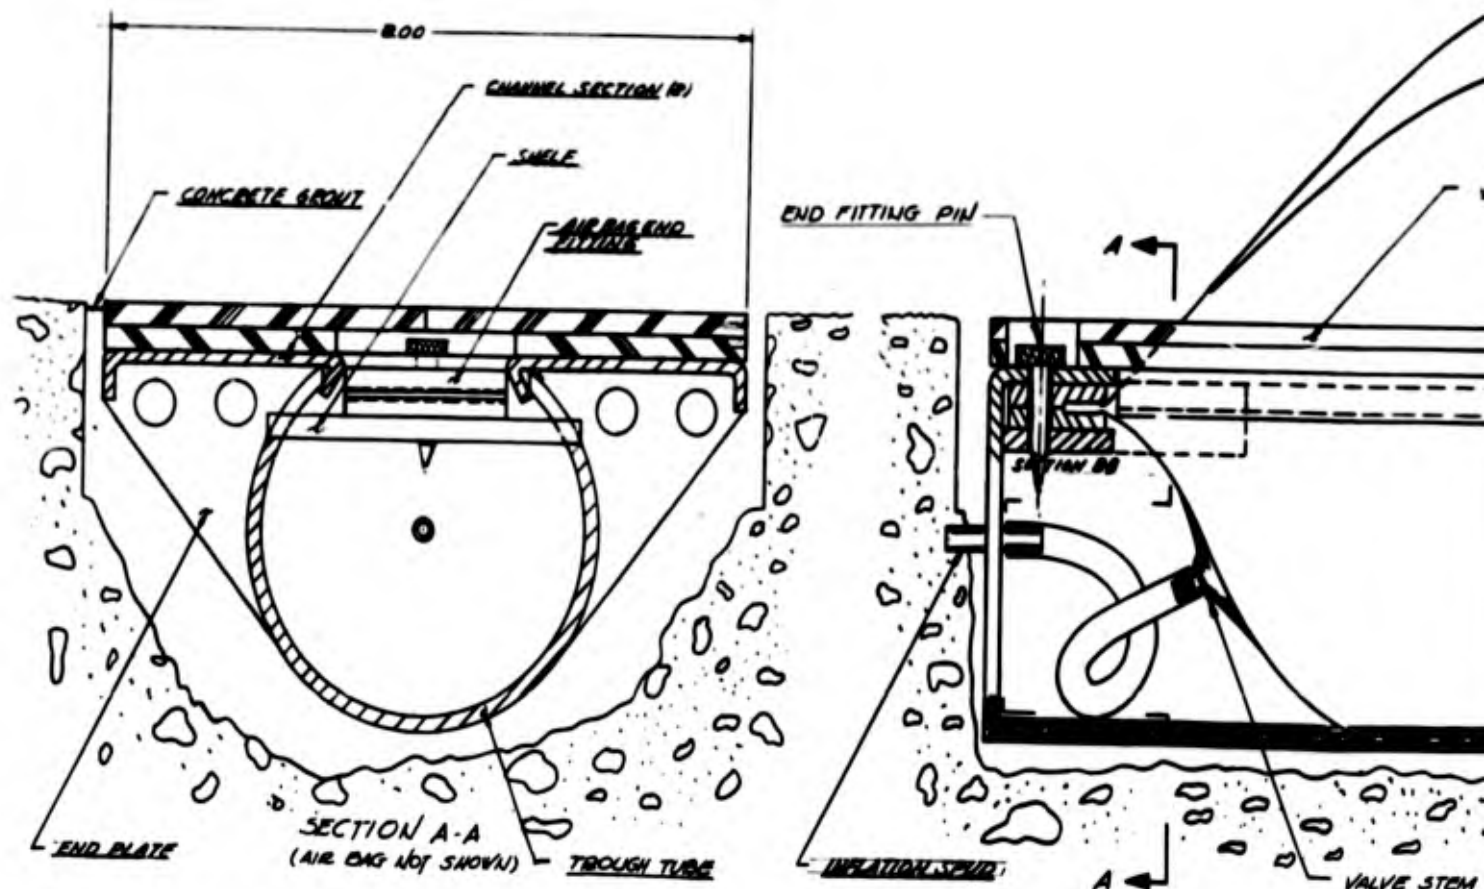 8.00
CHANNEL SECTION (2)
SHELF
CONCRETE GROUT
AIR BAG END
FITTING
END PLATE
SECTION A-A
(AIR BAG NOT SHOWN)
TROUGH TUBE
END FITTING PIN
A
SECTION BB
INFLATION SPUD
A
VALVE STEM